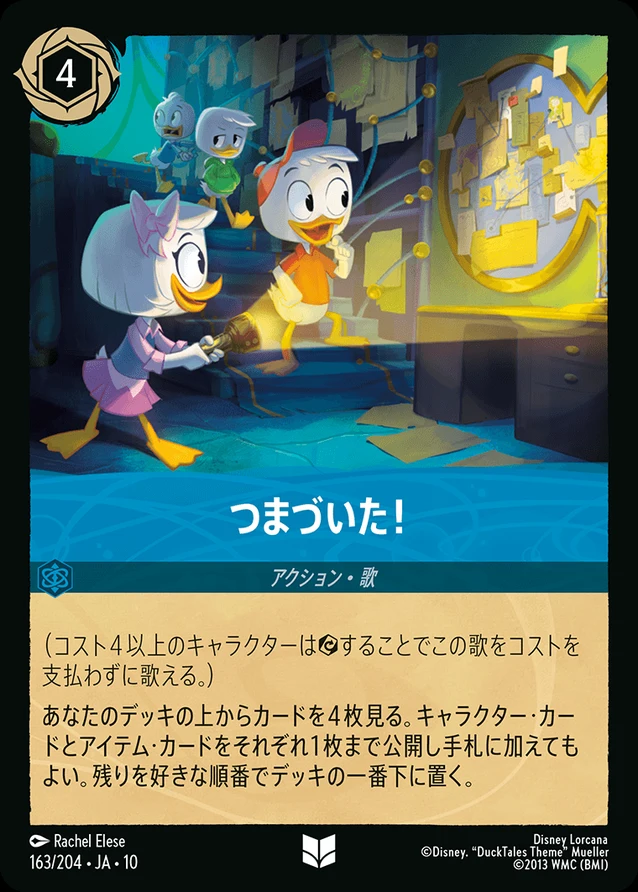 4
つまづいた!
アクション・歌
(コスト4以上のキャラクターはすることでこの歌をコストを
支払わずに歌える。)
あなたのデッキの上からカードを4枚見る。キャラクター・カー
ドとアイテム・カードをそれぞれ1枚まで公開し手札に加えても
よい。残りを好きな順番でデッキの一番下に置く。
Rachel Elese
163/204・JA・10
Disney Lorcana
©Disney. "DuckTales Theme" Mueller
©2013 WMC (BMI)